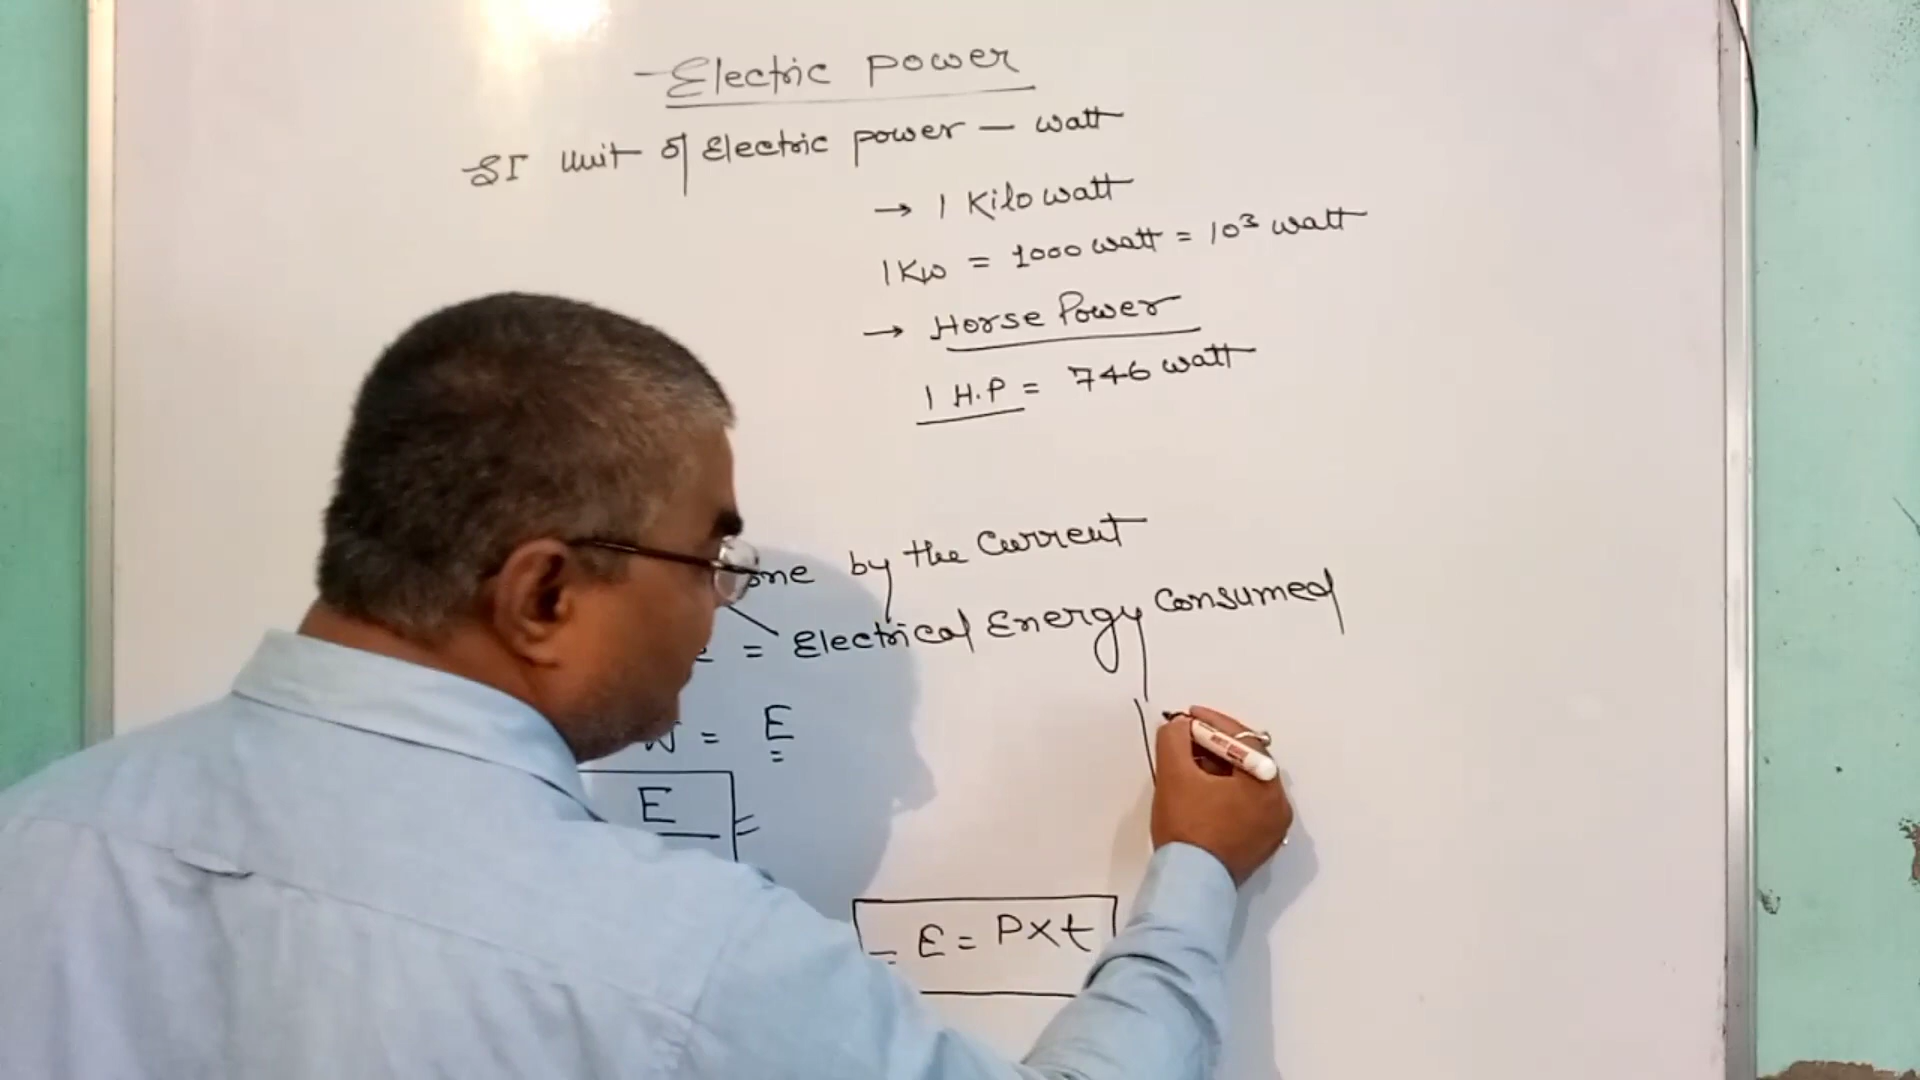 Electric power
SI unit of Electric power — watt
→ 1 Kilo watt
1 KW = 1000 watt = 10³ watt
→ Horse Power
1 H.P = 746 watt
by the Current
= Electrical Energy Consumed
W = E
E =
= E = P×t